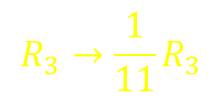 R₃ → 1/11 R₃